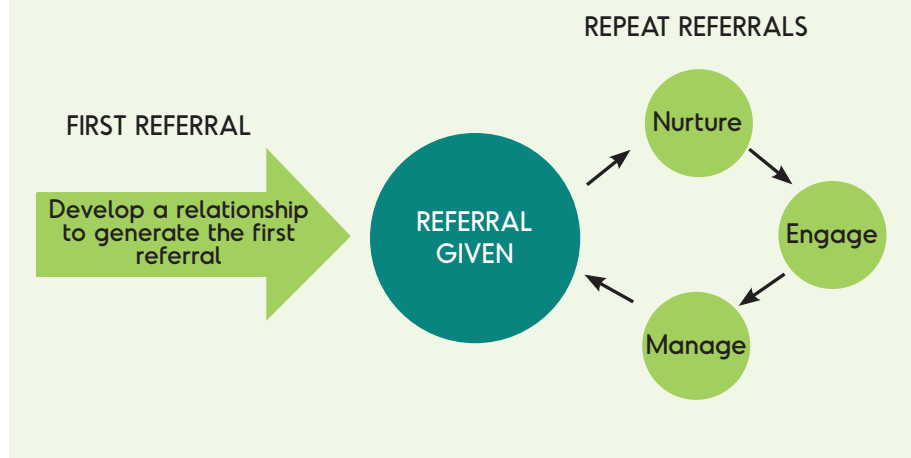 REPEAT REFERRALS
FIRST REFERRAL
Develop a relationship
to generate the first
referral
REFERRAL
GIVEN
Nurture
Engage
Manage